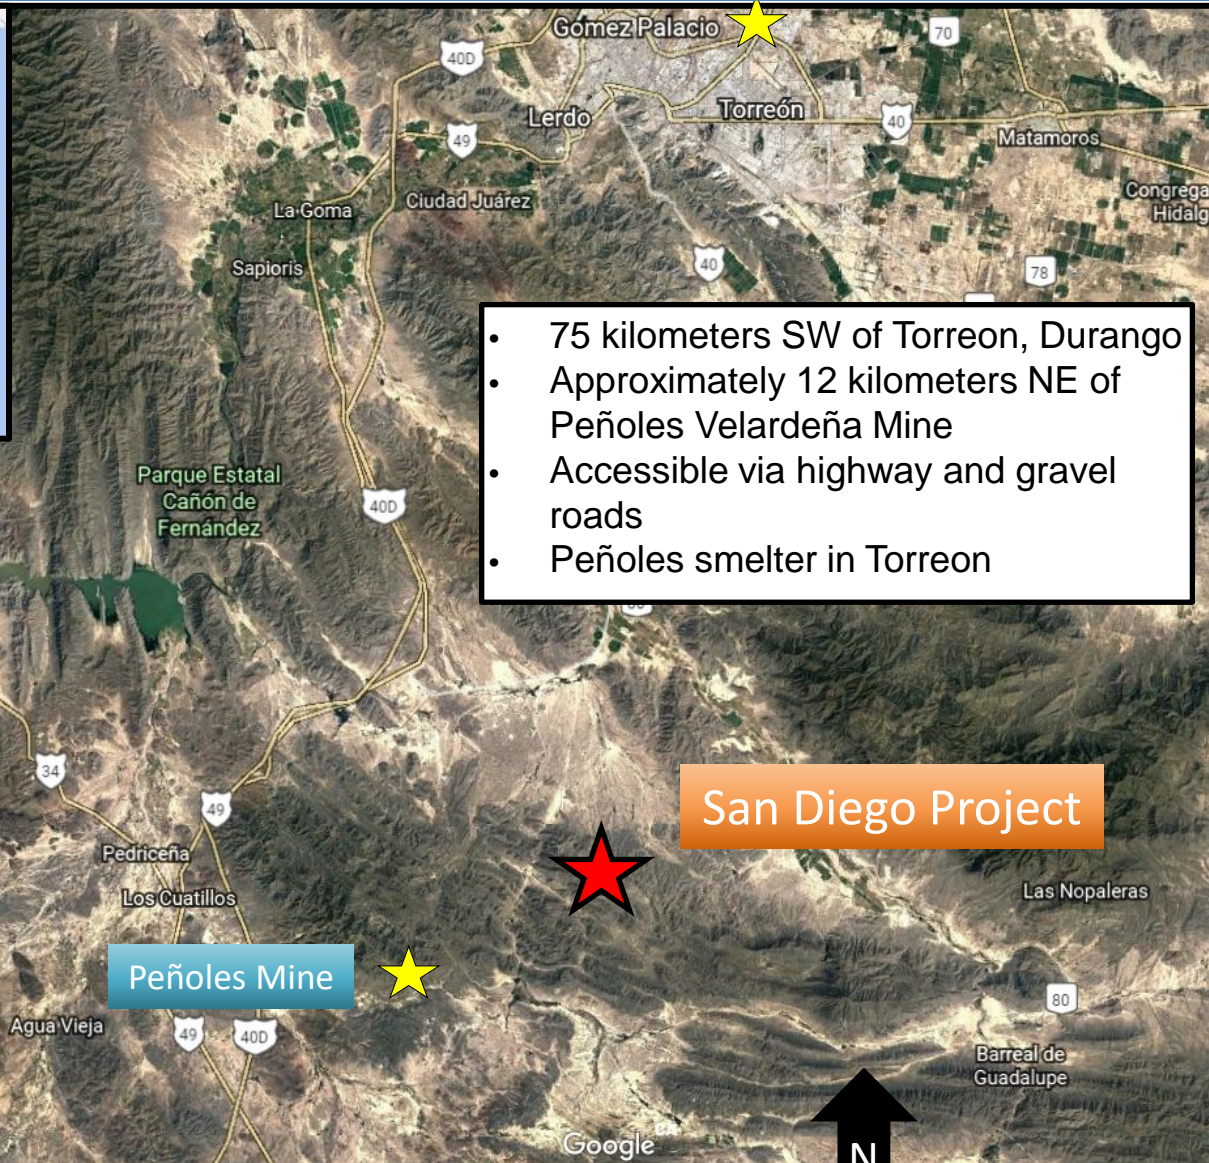 Gómez Palacio
70
40D
Lerdo
Torreón
40
49
Matamoros
La Goma
Ciudad Juárez
Congrega
Hidalg
Sapioris
40
78
• 75 kilometers SW of Torreon, Durango
• Approximately 12 kilometers NE of
Peñoles Velardeña Mine
• Accessible via highway and gravel
roads
• Peñoles smelter in Torreon
Parque Estatal
Cañón de
Fernández
40D
34
49
San Diego Project
Pedriceña
Los Cuatillos
Las Nopaleras
Peñoles Mine
80
Agua Vieja
49
40D
Barreal de
Guadalupe
Google
N